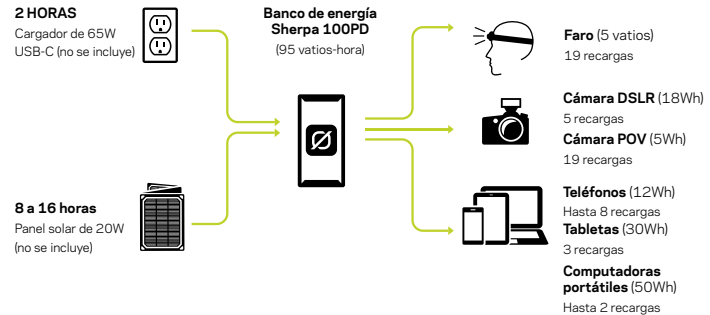 2 HORAS
Cargador de 65W
USB-C (no se incluye)
8 a 16 horas
Panel solar de 20W
(no se incluye)
Banco de energía
Sherpa 100PD
(95 vatios-hora)
Faro (5 vatios)
19 recargas
Cámara DSLR (18Wh)
5 recargas
Cámara POV (5Wh)
19 recargas
Teléfonos (12Wh)
Hasta 8 recargas
Tabletas (30Wh)
3 recargas
Computadoras
portátiles (50Wh)
Hasta 2 recargas